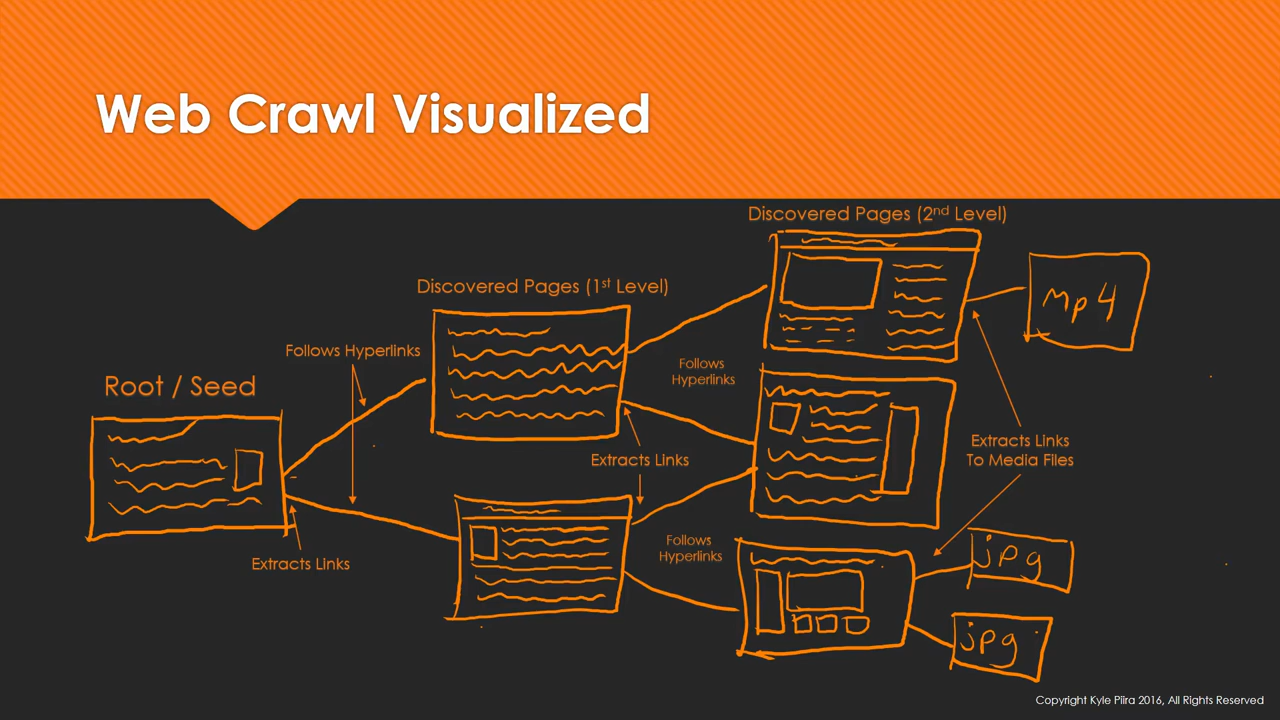 Web Crawl Visualized
Discovered Pages (2nd Level)
Discovered Pages (1st Level)
mp4
Follows Hyperlinks
Follows
Hyperlinks
Root / Seed
Extracts Links
Extracts Links
To Media Files
Follows
Hyperlinks
Extracts Links
jpg
jpg
Copyright Kyle Piira 2016, All Rights Reserved